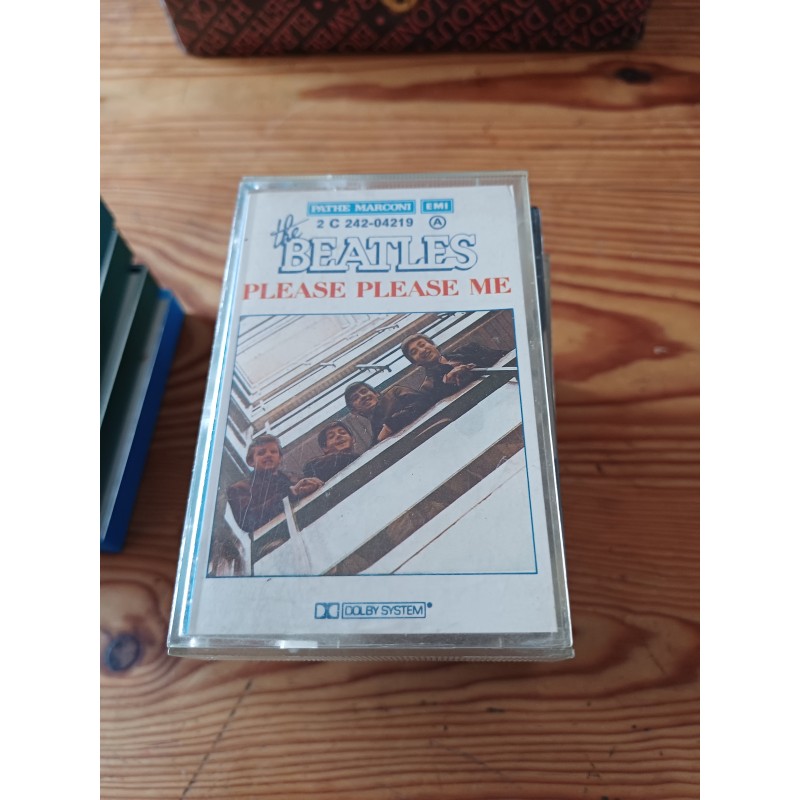 PATHE MARCONI EMI
2 C 242-04219 Ⓐ
the
BEATLES
PLEASE PLEASE ME
DOLBY SYSTEM